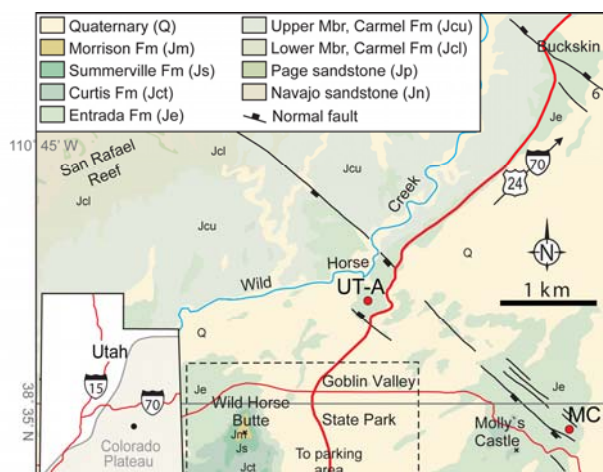 Quaternary (Q)
Morrison Fm (Jm)
Summerville Fm (Js)
Curtis Fm (Jct)
Entrada Fm (Je)
Upper Mbr, Carmel Fm (Jcu)
Lower Mbr, Carmel Fm (Jcl)
Page sandstone (Jp)
Navajo sandstone (Jn)
Normal fault
Buckskin
6
Je
110°45' W
San Rafael
Reef
Jcl
Jcl
Jcu
Jcu
Creek
70
24
N
Q
Horse
Wild
UT-A
1 km
Q
Utah
15
70
Colorado
Plateau
38°
35' N
Je
Goblin Valley
State Park
Wild Horse
Butte
Jm
Js
Jct
To parking
area
Je
Molly's
Castle
MC